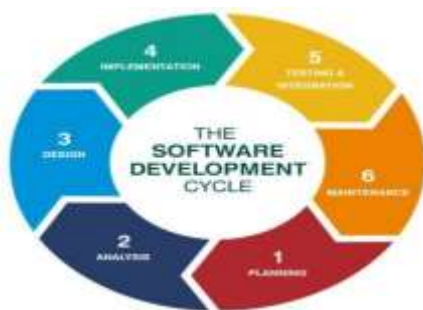 THE
SOFTWARE
DEVELOPMENT
CYCLE
1
PLANNING
2
ANALYSIS
3
DESIGN
4
IMPLEMENTATION
5
TESTING &
INTEGRATION
6
MAINTENANCE